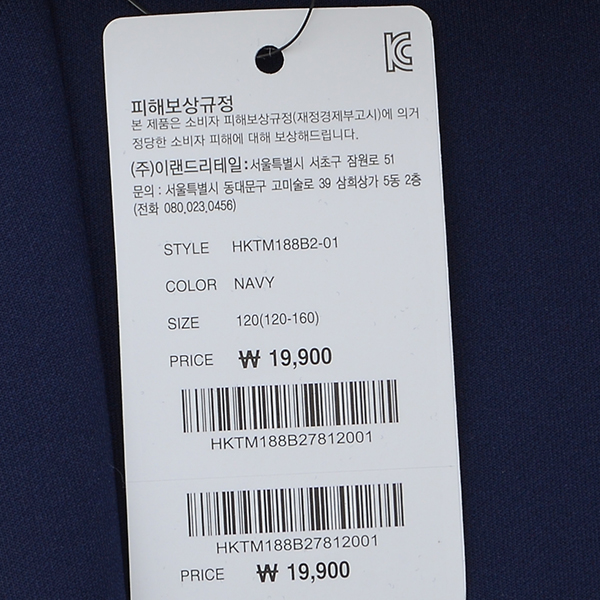 KC
피해보상규정
본 제품은 소비자 피해보상규정(재정경제부고시)에 의거
정당한 소비자 피해에 대해 보상해드립니다.
(주)이랜드리테일:서울특별시 서초구 잠원로 51
문의 : 서울특별시 동대문구 고미술로 39 삼희상가 5동 2층
(전화 080.023.0456)
STYLE HKTM188B2-01
COLOR NAVY
SIZE 120(120-160)
PRICE ₩ 19,900
HKTM188B27812001
HKTM188B27812001
PRICE ₩ 19,900